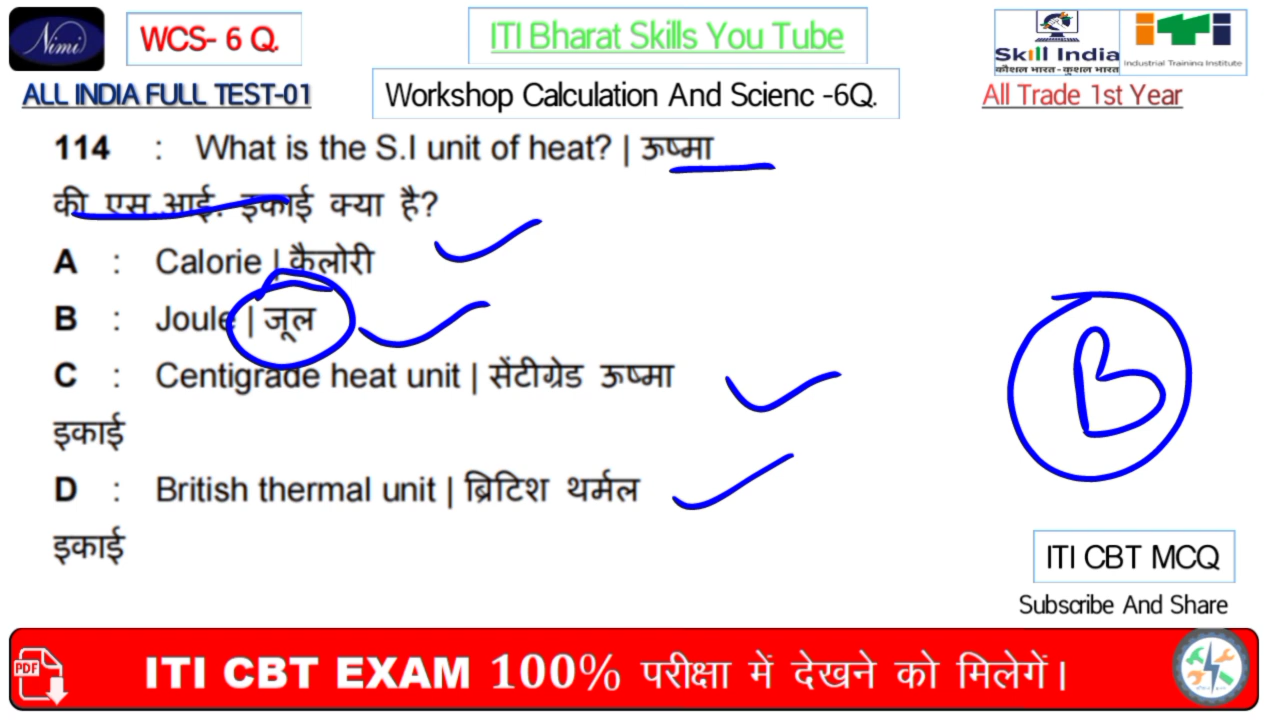 Nimi
WCS- 6 Q.
ITI Bharat Skills You Tube
Skill India
कौशल भारत - कुशल भारत
iTi
Industrial Training Institute
ALL INDIA FULL TEST-01
Workshop Calculation And Scienc -6Q.
All Trade 1st Year
114 : What is the S.I unit of heat? | ऊष्मा
की एस.आई. इकाई क्या है?
A : Calorie | कैलोरी
B : Joule | जूल
C : Centigrade heat unit | सेंटीग्रेड ऊष्मा
इकाई
D : British thermal unit | ब्रिटिश थर्मल
इकाई
B
ITI CBT MCQ
Subscribe And Share
PDF
ITI CBT EXAM 100% परीक्षा में देखने को मिलेगें।